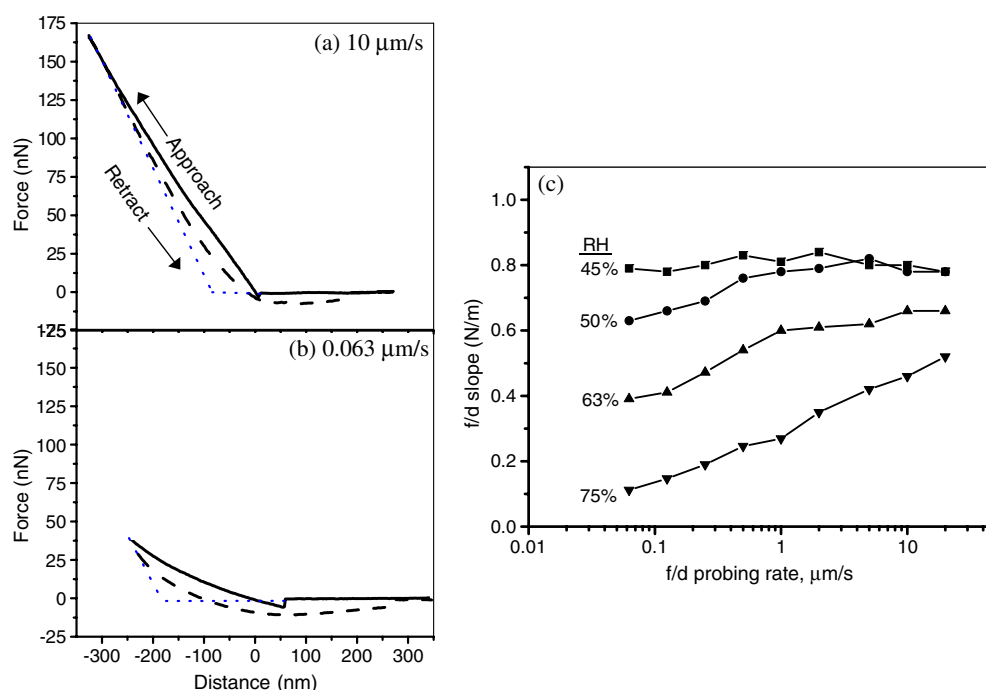 175
150
125
100
75
50
25
0
-25
Force (nN)
(a) 10 μm/s
Approach
Retract
175
150
125
100
75
50
25
0
-25
Force (nN)
(b) 0.063 μm/s
-300 -200 -100 0 100 200 300
Distance (nm)
(c)
1.0
0.8
0.6
0.4
0.2
0.0
f/d slope (N/m)
RH
45%
50%
63%
75%
0.01 0.1 1 10
f/d probing rate, μm/s